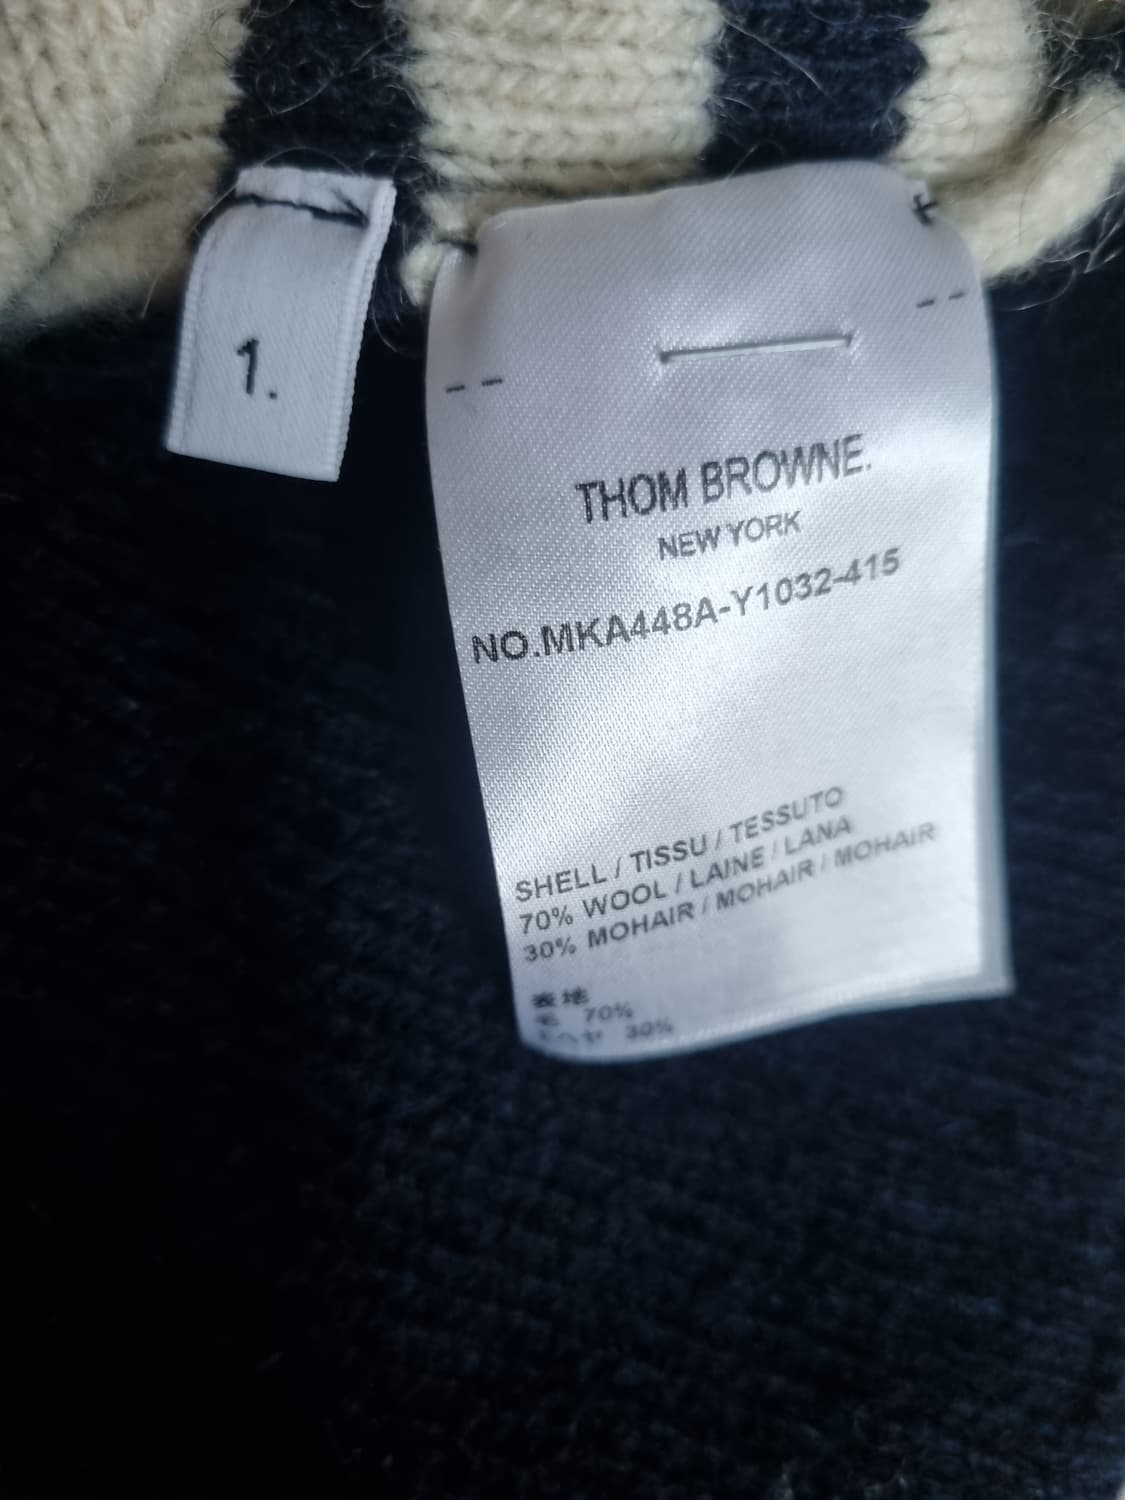 1.
THOM BROWNE.
NEW YORK
NO.MKA448A-Y1032-415
SHELL / TISSU / TESSUTO
70% WOOL / LAINE / LANA
30% MOHAIR / MOHAIR / MOHAIR
表地
毛 70%
30%